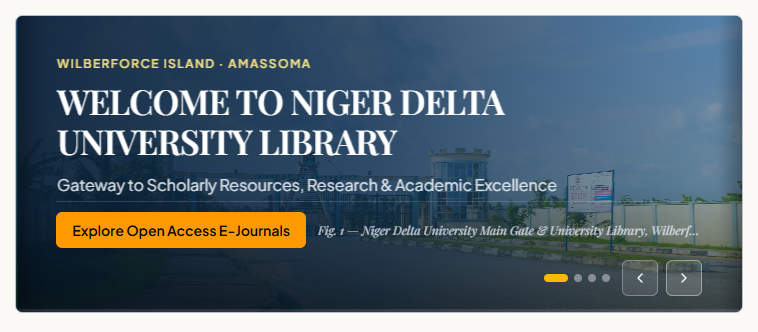 WILBERFORCE ISLAND · AMASSOMA
WELCOME TO NIGER DELTA
UNIVERSITY LIBRARY
Gateway to Scholarly Resources, Research & Academic Excellence
Explore Open Access E-Journals
Fig. 1 — Niger Delta University Main Gate & University Library, Wilberf...